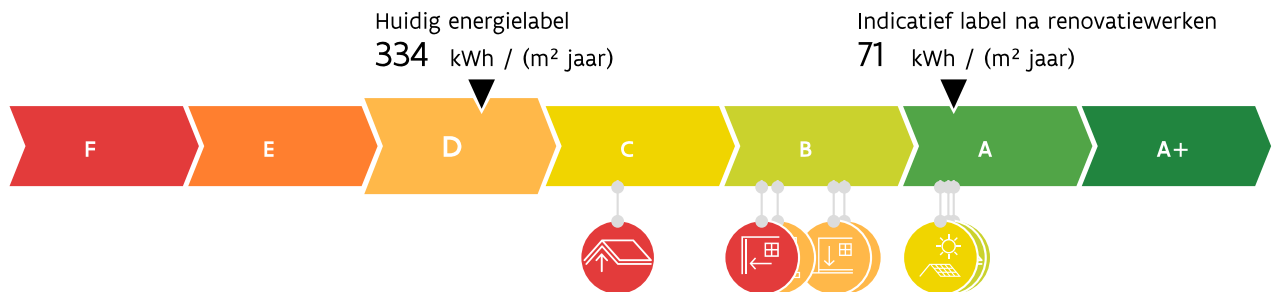 Huidig energielabel
334 kWh / (m² jaar)
Indicatief label na renovatiewerken
71 kWh / (m² jaar)
F
E
D
C
B
A
A+